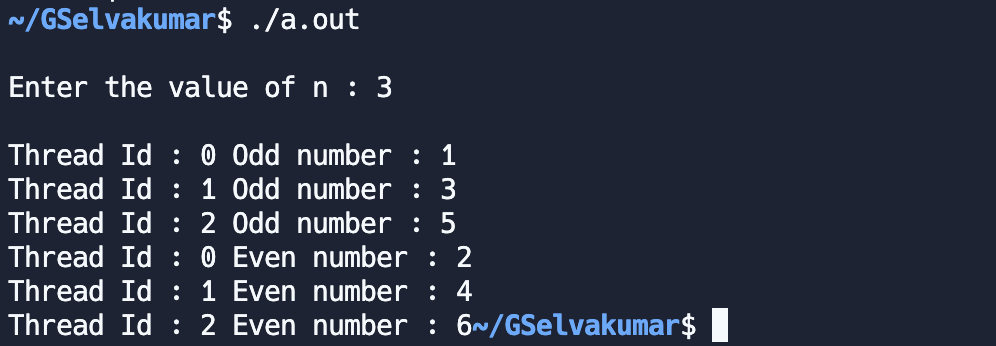 ~/GSelvakumar$ ./a.out
Enter the value of n : 3
Thread Id : 0 Odd number : 1
Thread Id : 1 Odd number : 3
Thread Id : 2 Odd number : 5
Thread Id : 0 Even number : 2
Thread Id : 1 Even number : 4
Thread Id : 2 Even number : 6~/GSelvakumar$